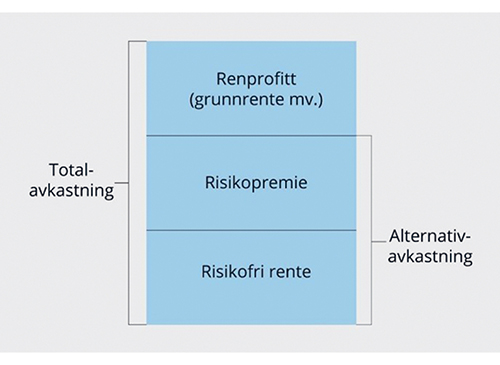 Renprofitt
(grunnrente mv.)
Total-
avkastning
Risikopremie
Alternativ-
avkastning
Risikofri rente